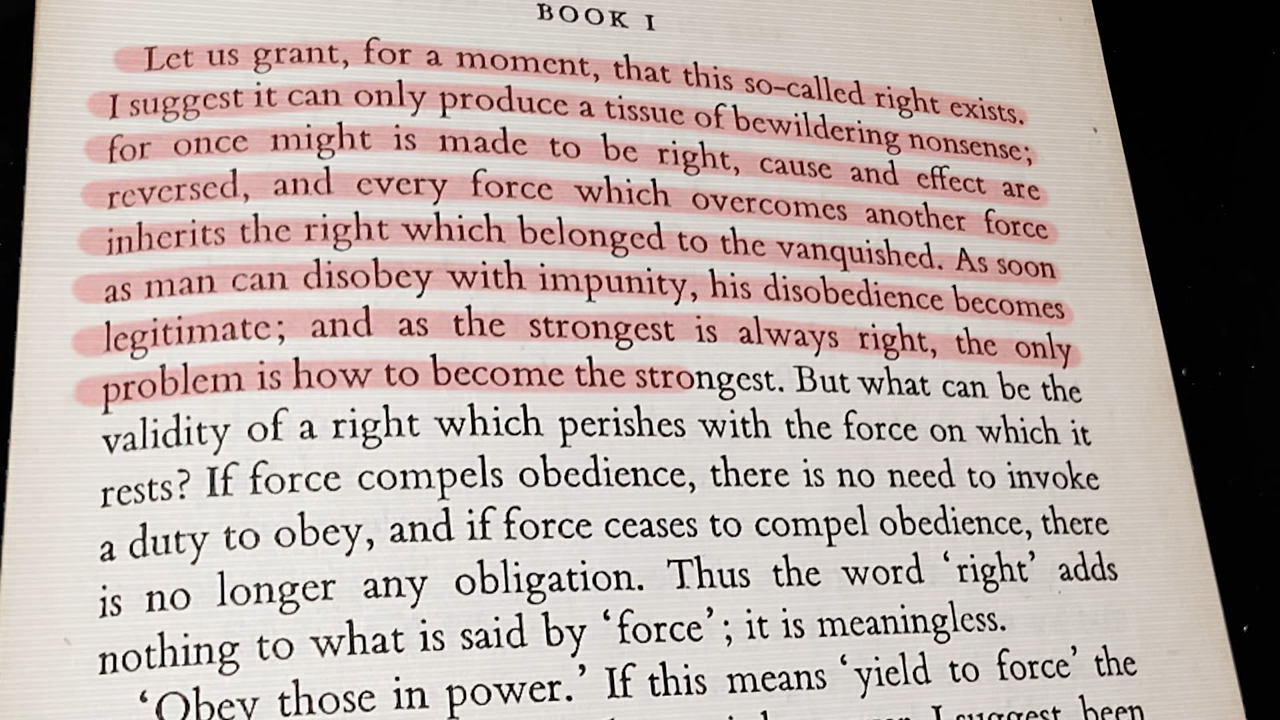 BOOK I
Let us grant, for a moment, that this so-called right exists.
I suggest it can only produce a tissue of bewildering nonsense;
for once might is made to be right, cause and effect are
reversed, and every force which overcomes another force
inherits the right which belonged to the vanquished. As soon
as man can disobey with impunity, his disobedience becomes
legitimate; and as the strongest is always right, the only
problem is how to become the strongest. But what can be the
validity of a right which perishes with the force on which it
rests? If force compels obedience, there is no need to invoke
a duty to obey, and if force ceases to compel obedience, there
is no longer any obligation. Thus the word ‘right’ adds
nothing to what is said by ‘force’; it is meaningless.
‘Obey those in power.’ If this means ‘yield to force’ the
I suggest been